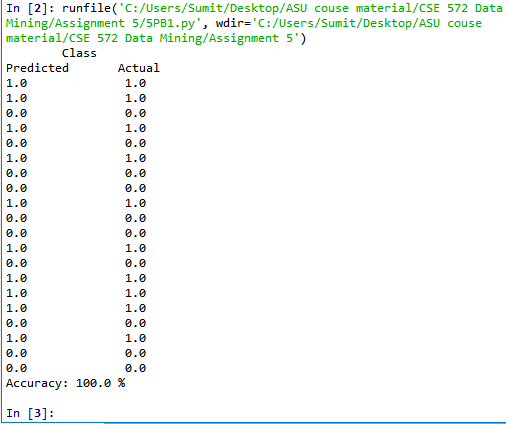 In [2]: runfile('C:/Users/Sumit/Desktop/ASU couse material/CSE 572 Data
Mining/Assignment 5/5PB1.py', wdir='C:/Users/Sumit/Desktop/ASU couse
material/CSE 572 Data Mining/Assignment 5')
Class
Predicted Actual
1.0 1.0
1.0 1.0
0.0 0.0
1.0 1.0
0.0 0.0
1.0 1.0
0.0 0.0
0.0 0.0
1.0 1.0
0.0 0.0
0.0 0.0
1.0 1.0
0.0 0.0
1.0 1.0
1.0 1.0
1.0 1.0
0.0 0.0
1.0 1.0
0.0 0.0
0.0 0.0
Accuracy: 100.0 %
In [3]: